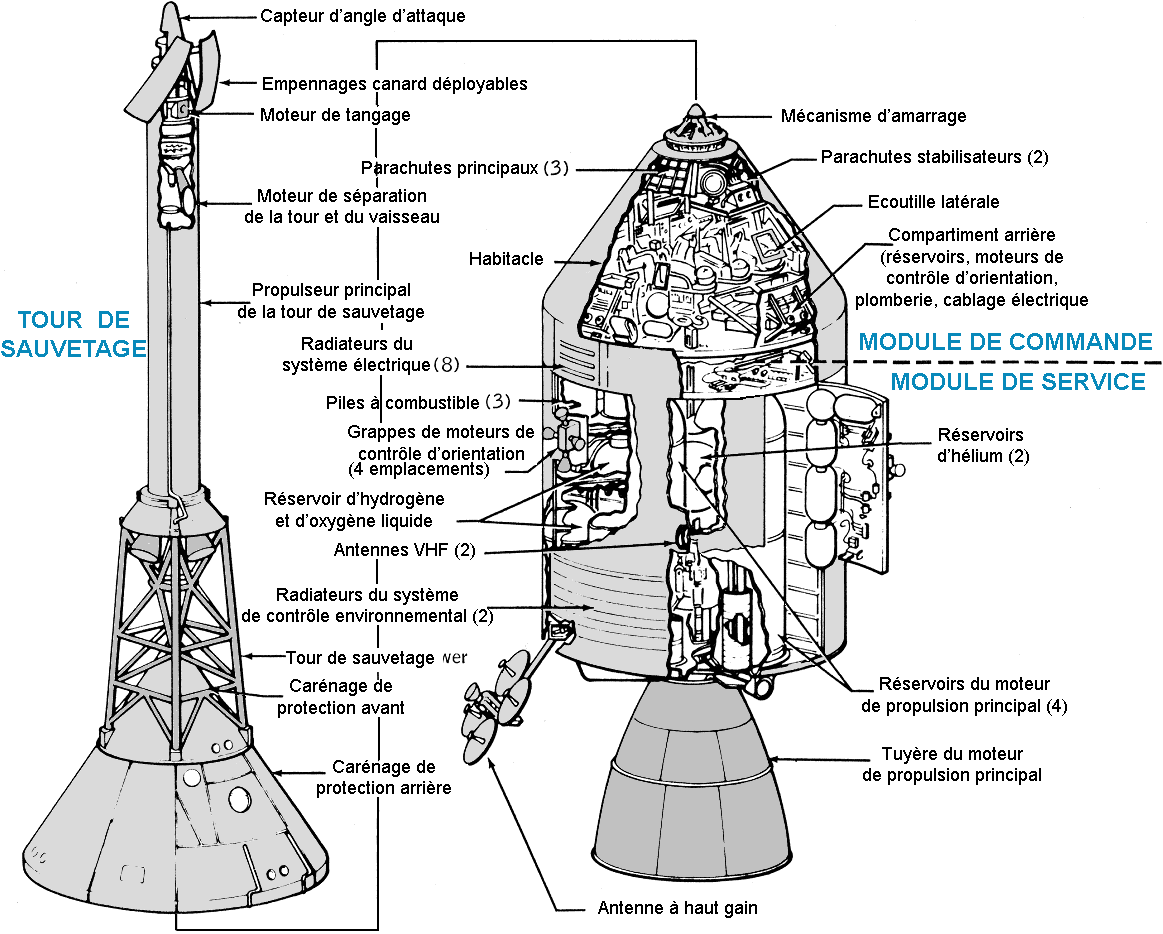 Capteur d'angle d'attaque
Empennages canard déployables
Moteur de tangage
Moteur de séparation
de la tour et du vaisseau
Propulseur principal
de la tour de sauvetage
TOUR DE
SAUVETAGE
Radiateurs du
système électrique (8)
Piles à combustible (3)
Grappes de moteurs de
contrôle d'orientation
(4 emplacements)
Réservoir d'hydrogène
et d'oxygène liquide
Antennes VHF (2)
Radiateurs du système
de contrôle environnemental (2)
Tour de sauvetage wer
Carénage de
protection avant
Carénage de
protection arrière
Mécanisme d'amarrage
Parachutes principaux (3)
Parachutes stabilisateurs (2)
Ecoutille latérale
Habitacle
Compartiment arrière
(réservoirs, moteurs de
contrôle d'orientation,
plomberie, cablage électrique
MODULE DE COMMANDE
MODULE DE SERVICE
Réservoirs
d'hélium (2)
Réservoirs du moteur
de propulsion principal (4)
Tuyère du moteur
de propulsion principal
Antenne à haut gain